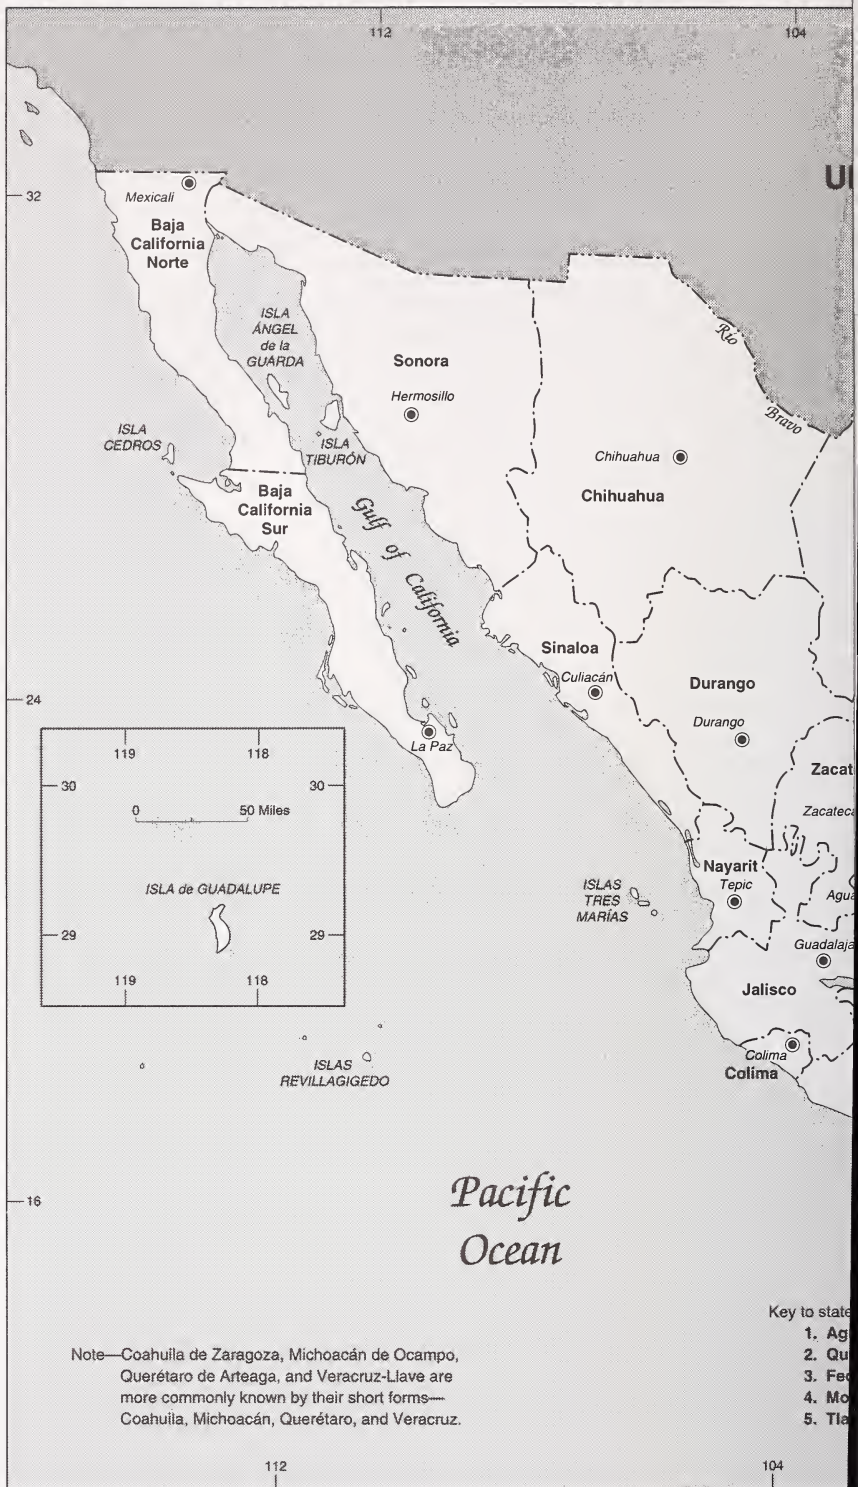 112
104
32
Mexicali
Baja
California
Norte
ISLA
ÁNGEL
de la
GUARDA
Río
Sonora
Hermosillo
Bravo
ISLA
CEDROS
ISLA
TIBURÓN
Chihuahua
Chihuahua
Baja
California
Sur
Gulf of California
Sinaloa
Culiacán
Durango
Durango
24
La Paz
119
118
30
30
0
50 Miles
ISLA de GUADALUPE
29
29
119
118
Zacat
Zacateca
Nayarit
Tepic
ISLAS
TRES
MARÍAS
Agua
Guadalaja
Jalisco
Colima
Colima
ISLAS
REVILLAGIGEDO
16
Pacific
Ocean
Key to state
1. Ag
2. Qu
3. Fed
4. Mo
5. Tla
Note—Coahuila de Zaragoza, Michoacán de Ocampo,
Querétaro de Arteaga, and Veracruz-Llave are
more commonly known by their short forms—
Coahuila, Michoacán, Querétaro, and Veracruz.
112
104